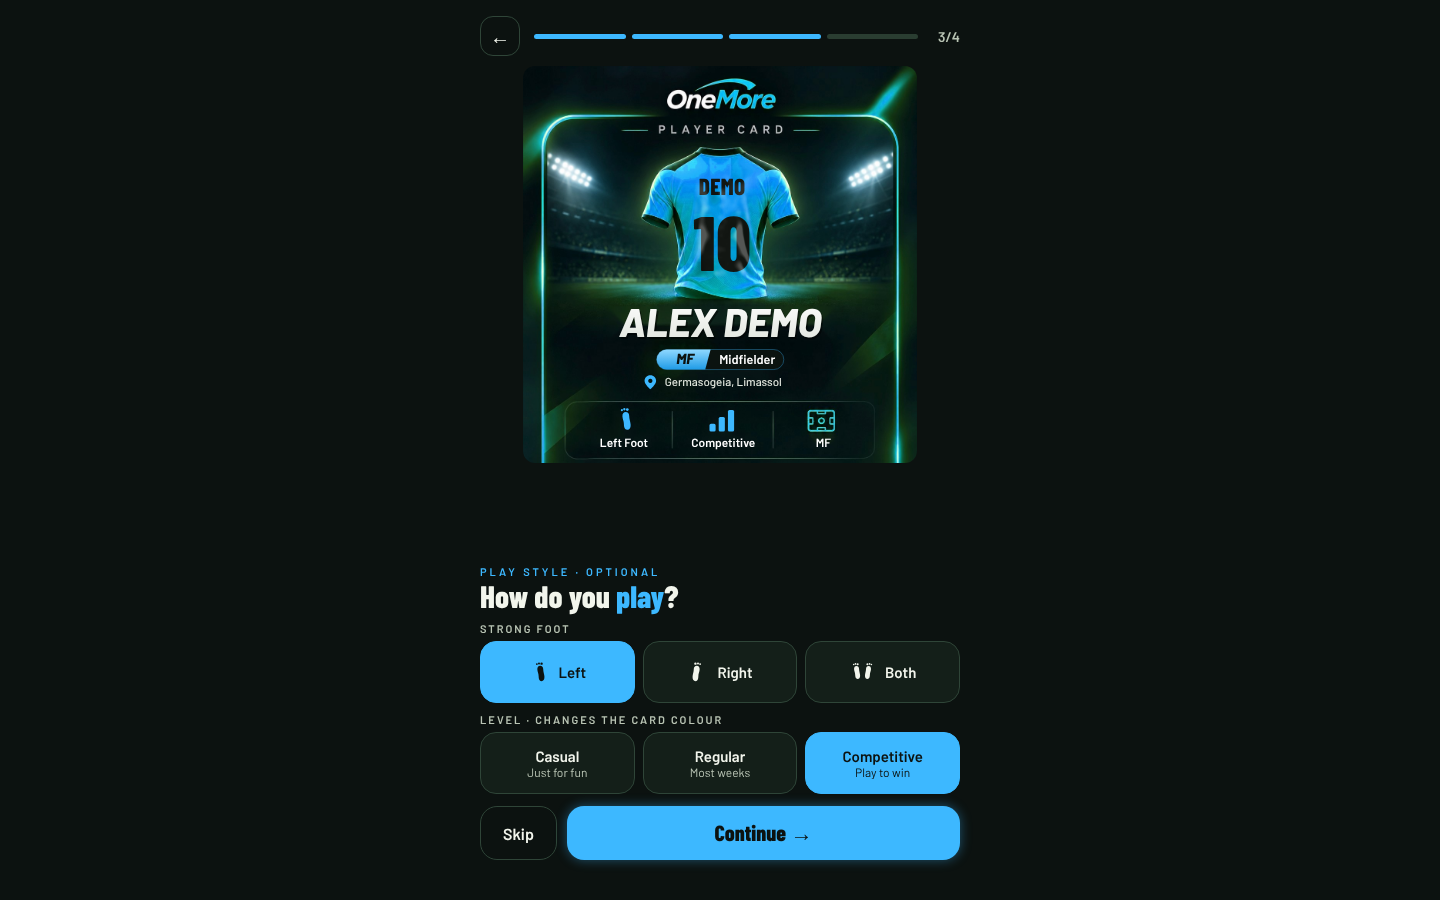 ←
3/4
OneMore
PLAYER CARD
DEMO
10
ALEX DEMO
MF Midfielder
Germasogeia, Limassol
Left Foot Competitive MF
PLAY STYLE · OPTIONAL
How do you play?
STRONG FOOT
Left Right Both
LEVEL · CHANGES THE CARD COLOUR
Casual Regular Competitive
Just for fun Most weeks Play to win
Skip Continue →